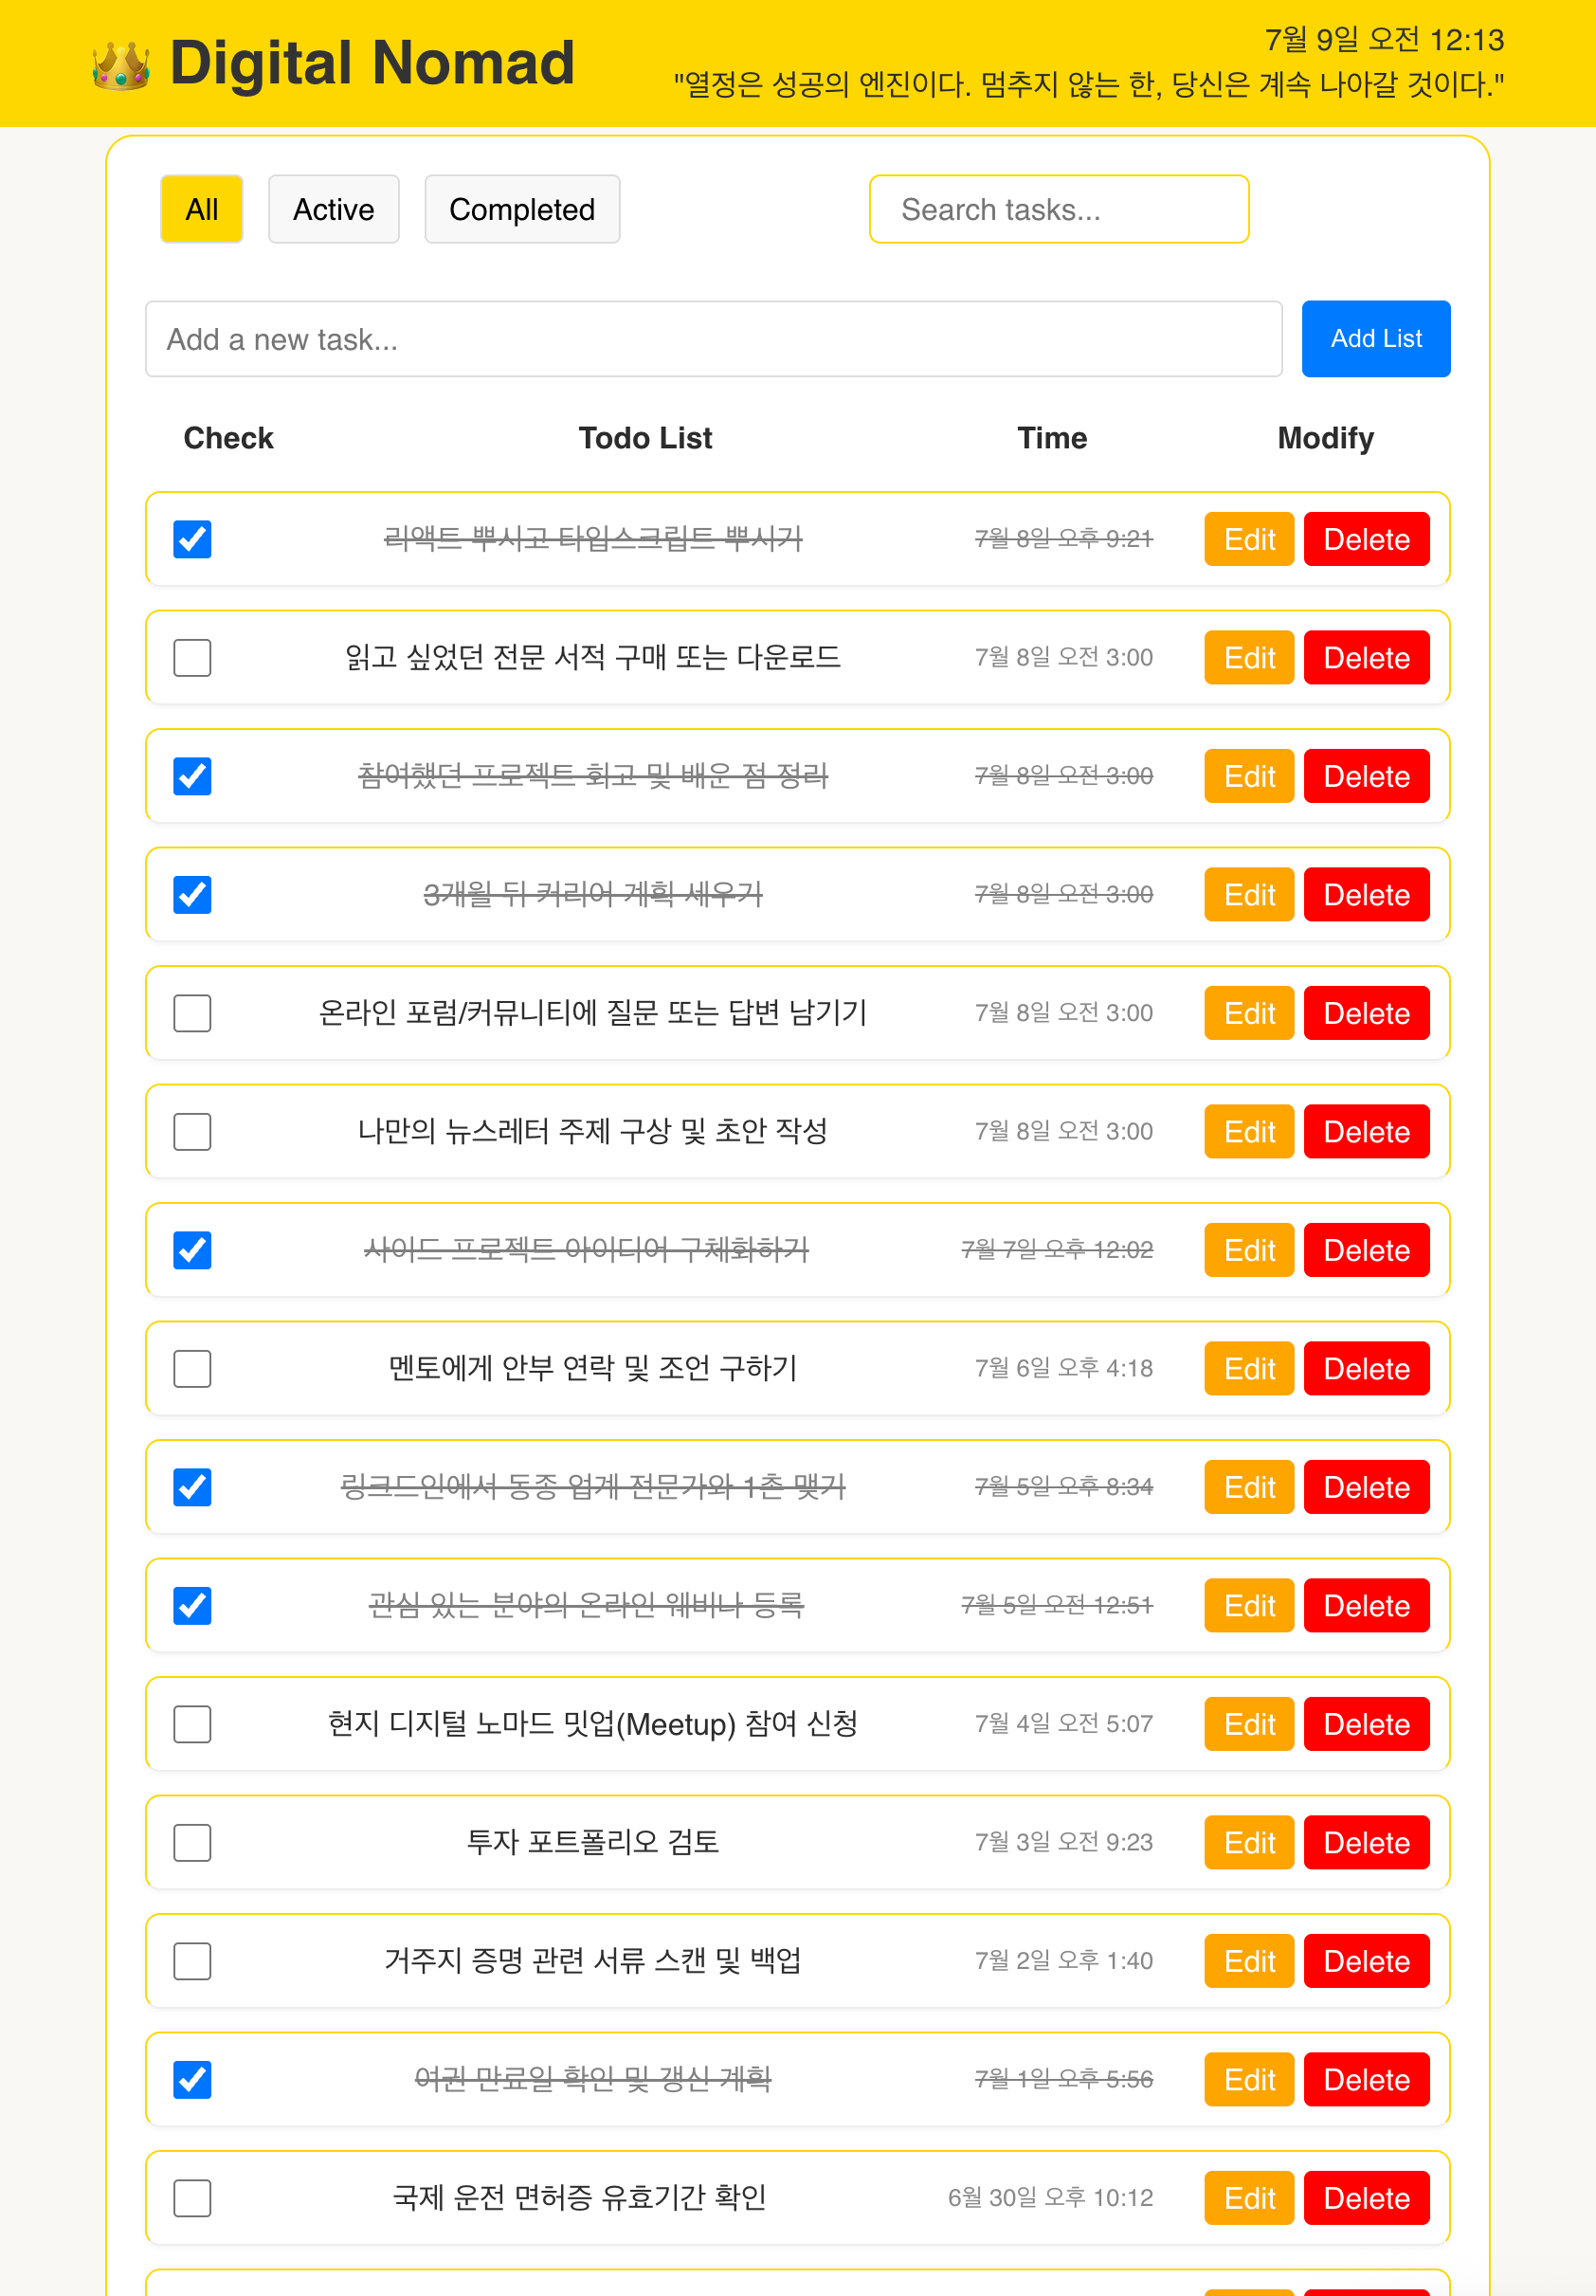 👑 Digital Nomad
7월 9일 오전 12:13
"열정은 성공의 엔진이다. 멈추지 않는 한, 당신은 계속 나아갈 것이다."
All Active Completed Search tasks...
Add a new task... Add List
Check Todo List Time Modify
리액트 뿌시고 타입스크립트 뿌시기 7월 8일 오후 9:21 Edit Delete
읽고 싶었던 전문 서적 구매 또는 다운로드 7월 8일 오전 3:00 Edit Delete
참여했던 프로젝트 회고 및 배운 점 정리 7월 8일 오전 3:00 Edit Delete
3개월 뒤 커리어 계획 세우기 7월 8일 오전 3:00 Edit Delete
온라인 포럼/커뮤니티에 질문 또는 답변 남기기 7월 8일 오전 3:00 Edit Delete
나만의 뉴스레터 주제 구상 및 초안 작성 7월 8일 오전 3:00 Edit Delete
사이드 프로젝트 아이디어 구체화하기 7월 7일 오후 12:02 Edit Delete
멘토에게 안부 연락 및 조언 구하기 7월 6일 오후 4:18 Edit Delete
링크드인에서 동종 업계 전문가와 1촌 맺기 7월 5일 오후 8:34 Edit Delete
관심 있는 분야의 온라인 웨비나 등록 7월 5일 오전 12:51 Edit Delete
현지 디지털 노마드 밋업(Meetup) 참여 신청 7월 4일 오전 5:07 Edit Delete
투자 포트폴리오 검토 7월 3일 오전 9:23 Edit Delete
거주지 증명 관련 서류 스캔 및 백업 7월 2일 오후 1:40 Edit Delete
여권 만료일 확인 및 갱신 계획 7월 1일 오후 5:56 Edit Delete
국제 운전 면허증 유효기간 확인 6월 30일 오후 10:12 Edit Delete